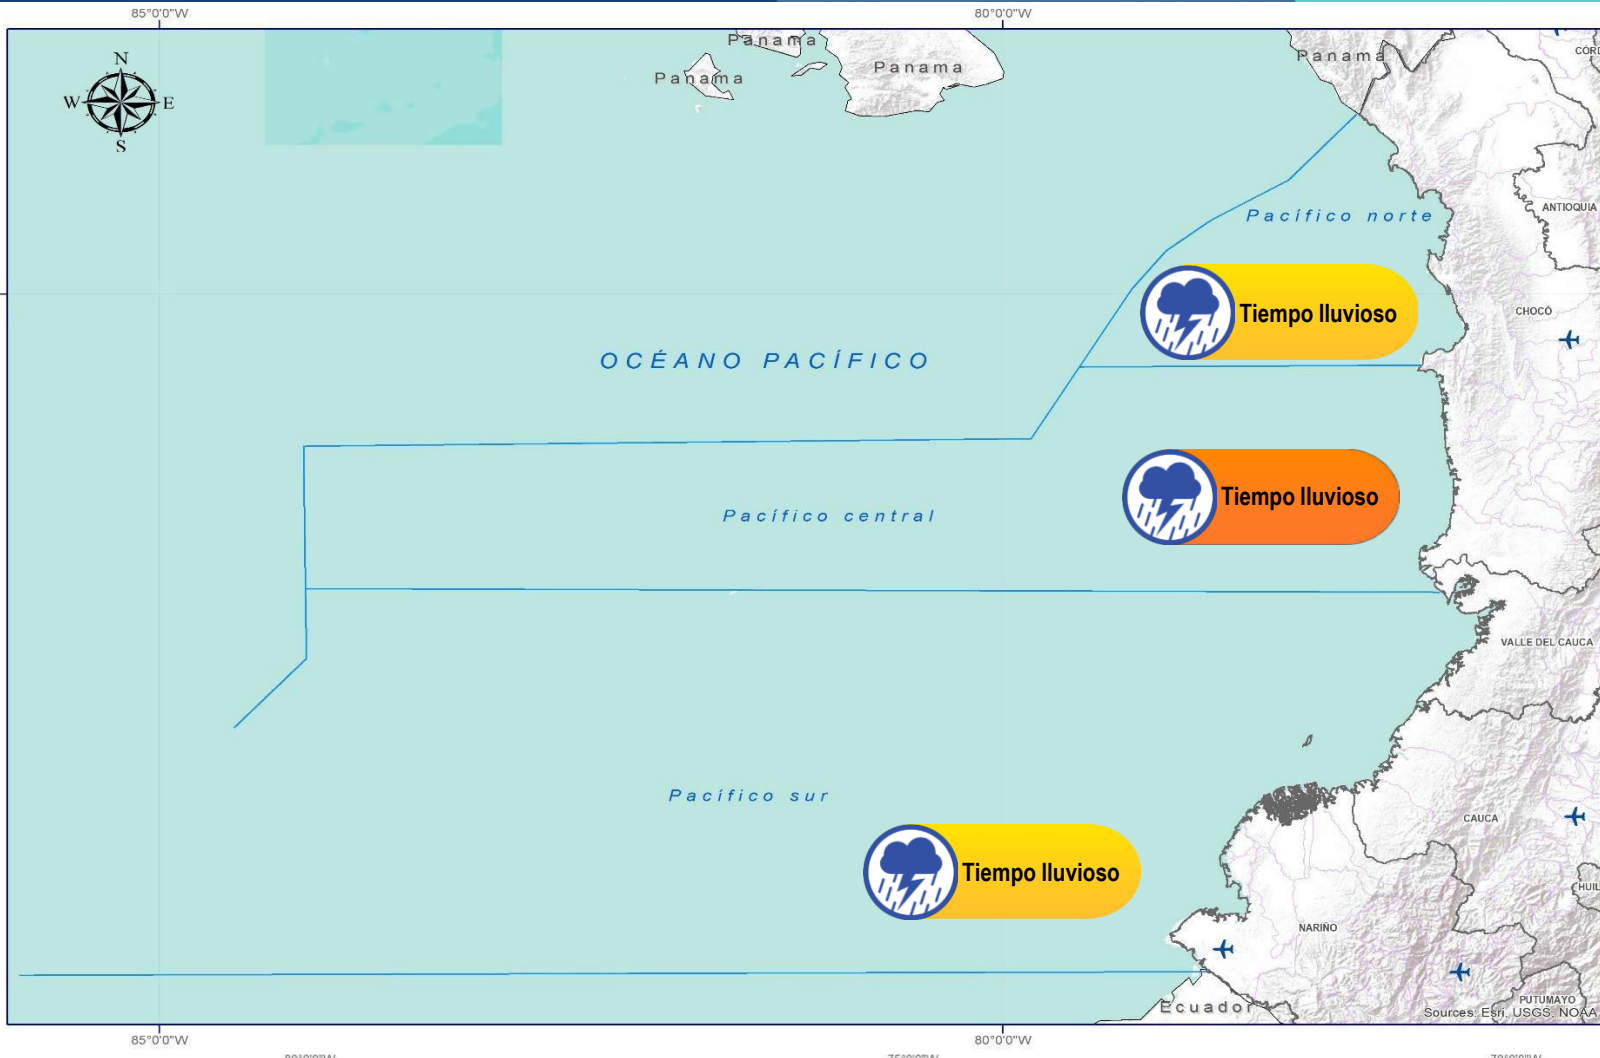 85°0'0"W
80°0'0"W
N
W
E
S
Panama
Panama
Panama
Panama
Pacífico norte
ANTIOQUIA
Tiempo lluvioso
CHOCÓ
OCÉANO PACÍFICO
Tiempo lluvioso
Pacífico central
VALLE DEL CAUCA
Pacífico sur
CAUCA
Tiempo lluvioso
NARIÑO
PUTUMAYO
Ecuador
Sources: Esri, USGS, NOAA
85°0'0"W
80°0'0"W